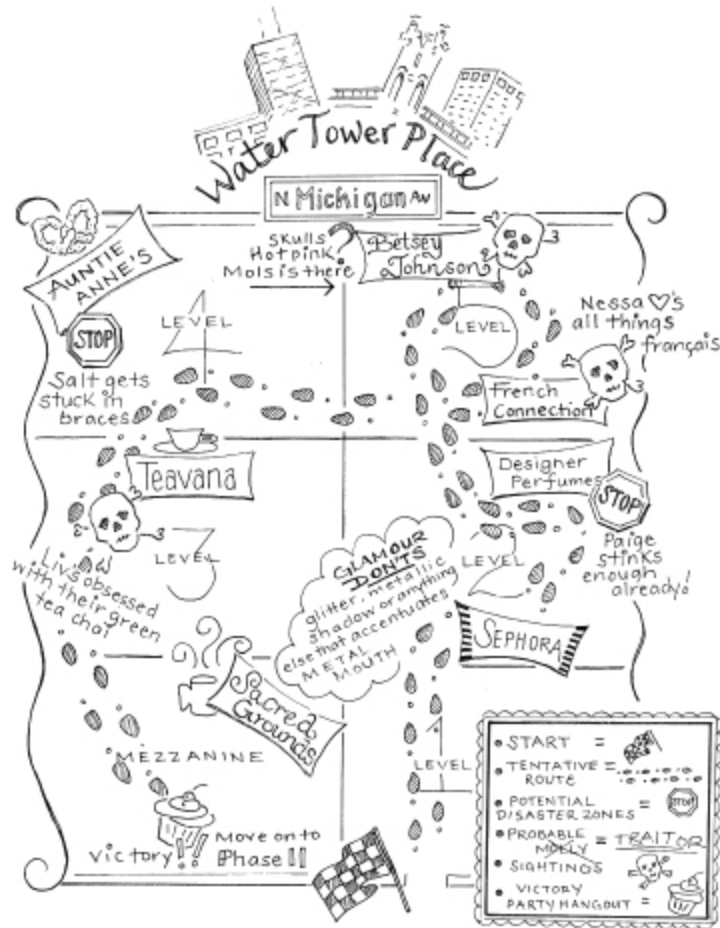 Water Tower Place
N Michigan AV
AUNTIE
ANNE'S
STOP!
Salt gets
stuck in
braces
Skulls
Hot pink
Mols is there
?
Betsey
Johnson
4
LEVEL
3
LEVEL
Nessa ♡'s
all things
français
French
Connection
Designer
Perfumes
STOP!
Paige
stinks
enough
already!
Teavana
Liv's obsessed
with their green
tea chai
3
LEVEL
2
LEVEL
GLAMOUR
DON'TS
glitter, metallic
shadow or anything
else that accentuates
METAL
MOUTH
SEPHORA
Sacred
Grounds
MEZZANINE
1
LEVEL
Victory!!
Move on to
Phase II
• START =
• TENTATIVE =
ROUTE
• POTENTIAL
DISASTER ZONES =
STOP!
• PROBABLE
MOLLY = TRAITOR
• SIGHTINGS
• VICTORY
PARTY HANGOUT =